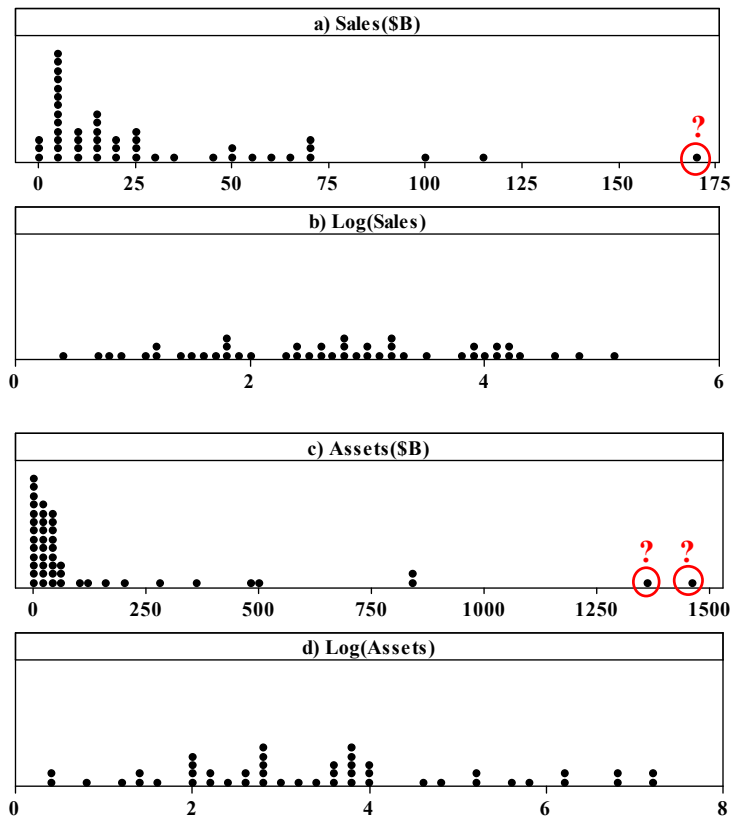 a) Sales($B)
?
0 25 50 75 100 125 150 175
b) Log(Sales)
0 2 4 6
c) Assets($B)
? ?
0 250 500 750 1000 1250 1500
d) Log(Assets)
0 2 4 6 8